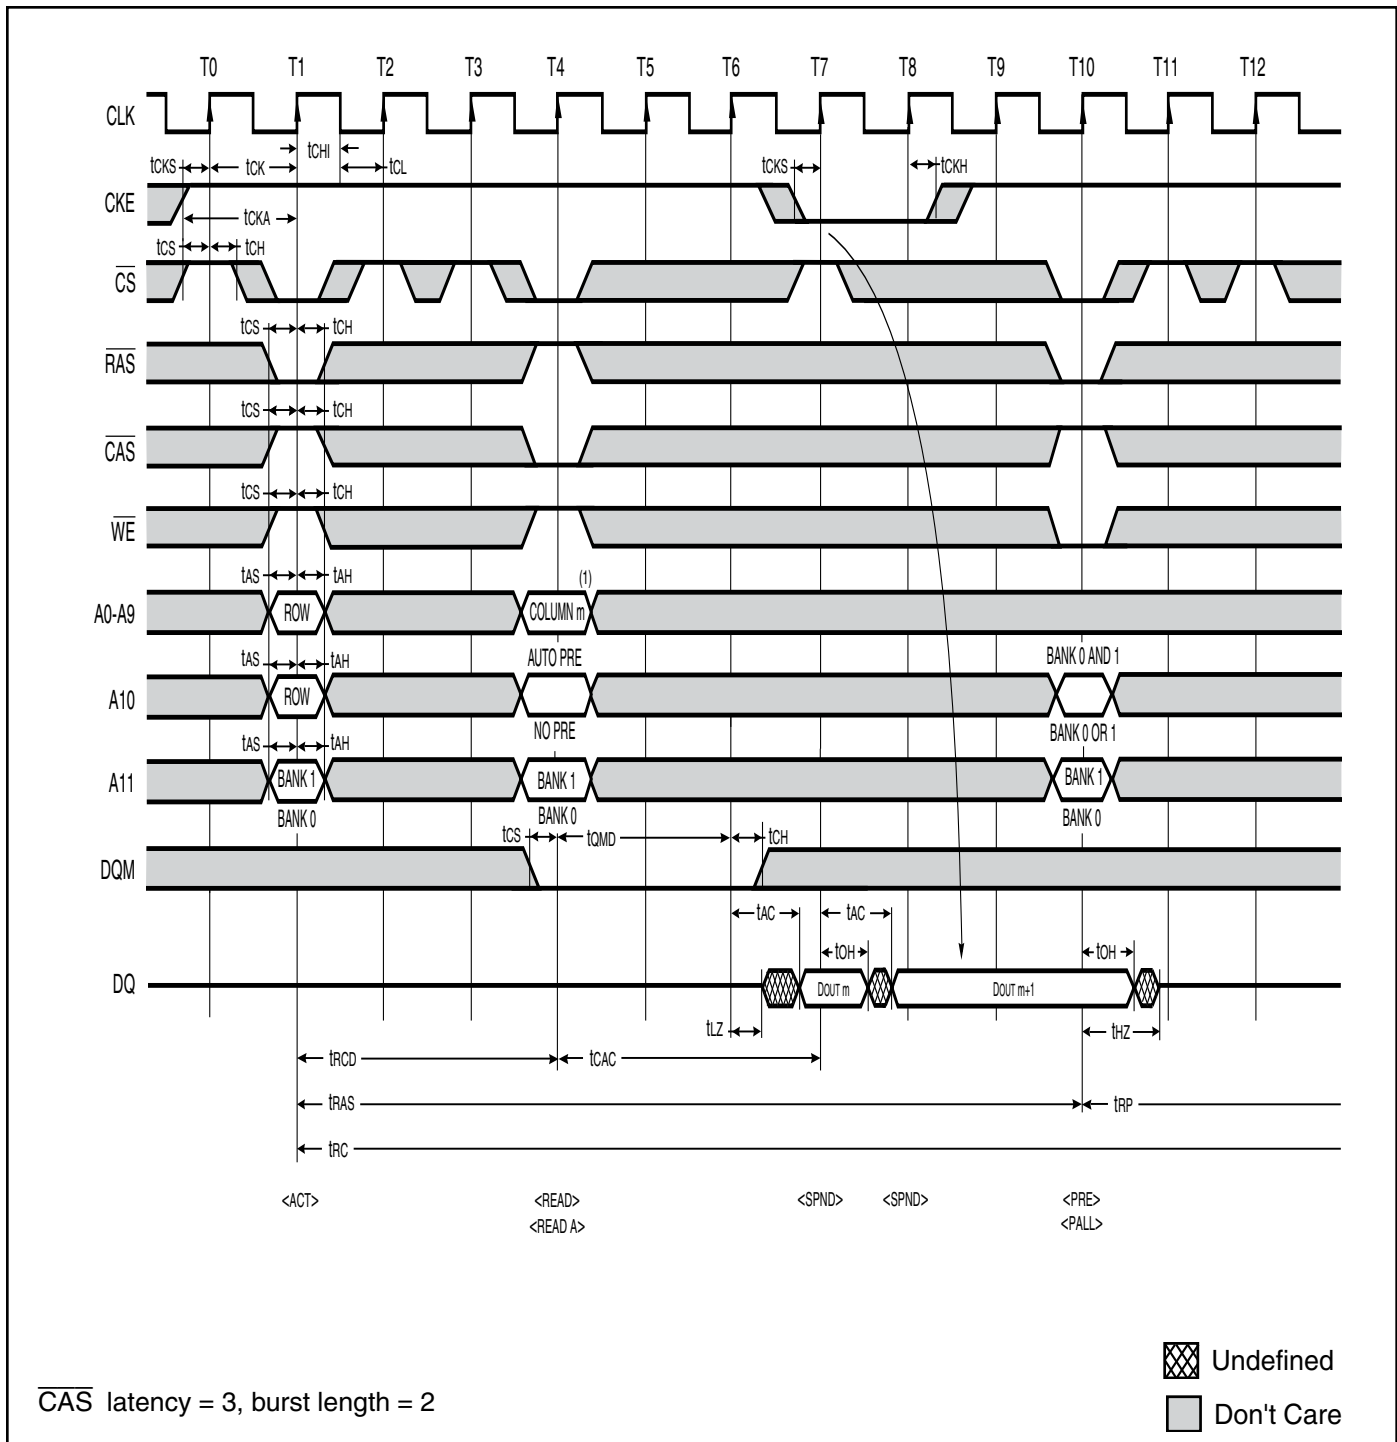 T0 T1 T2 T3 T4 T5 T6 T7 T8 T9 T10 T11 T12
CLK
tCHI
tCKS tCK tCL tCKS tCKH
CKE
tCKA
tCS tCH
CS
tCS tCH
RAS
tCS tCH
CAS
tCS tCH
WE
tAS tAH (1)
A0-A9 ROW COLUMN m
tAS tAH AUTO PRE BANK 0 AND 1
A10 ROW
NO PRE BANK 0 OR 1
tAS tAH
A11 BANK 1 BANK 1 BANK 1
BANK 0 BANK 0 BANK 0
tCS tQMD tCH
DQM
tAC tAC
tOH tOH
DQ DOUT m DOUT m+1
tLZ tHZ
tRCD tCAC
tRAS tRP
tRC
<ACT> <READ> <SPND> <SPND> <PRE>
<READ A> <PALL>
Undefined
CAS latency = 3, burst length = 2
Don't Care